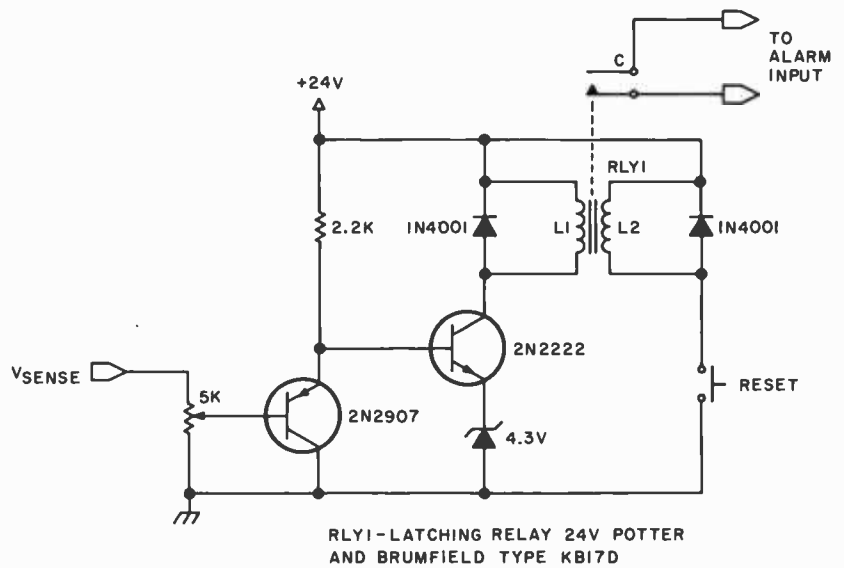 TO
ALARM
INPUT
C
+24V
RLY1
2.2K
1N4001
L1
L2
1N4001
2N2222
VSENSE
5K
2N2907
RESET
4.3V
RLY1-LATCHING RELAY 24V POTTER
AND BRUMFIELD TYPE KB17D